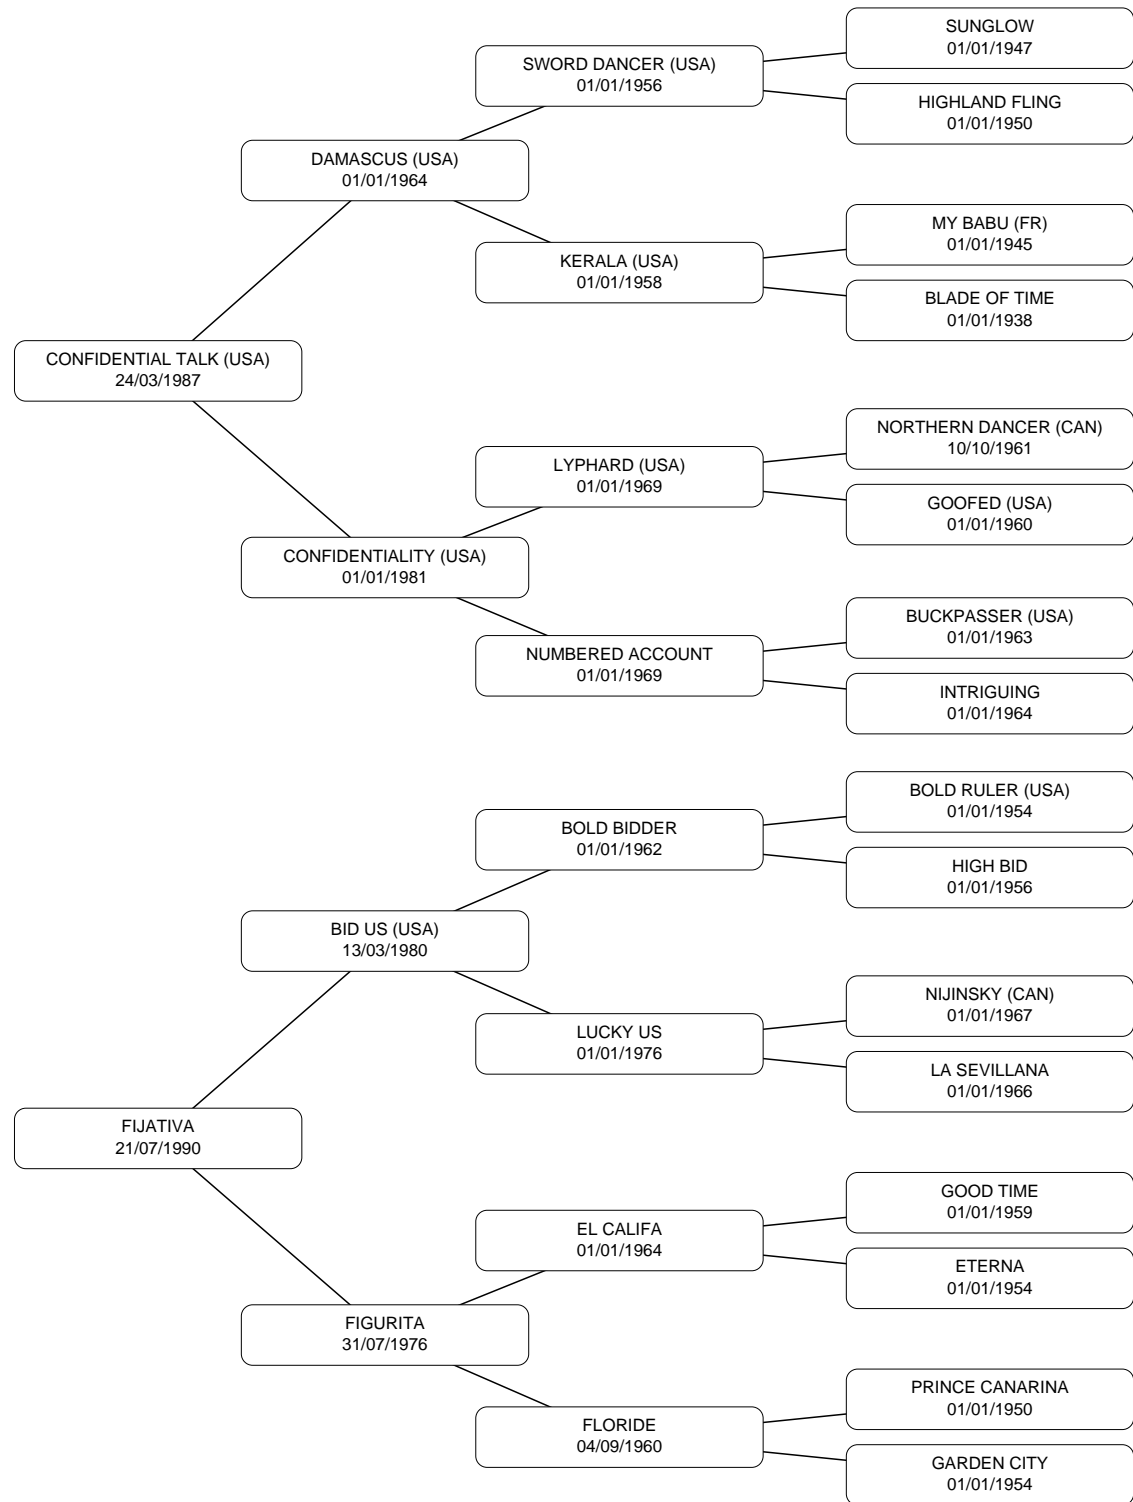 SUNGLOW
01/01/1947
SWORD DANCER (USA)
01/01/1956
HIGHLAND FLING
01/01/1950
DAMASCUS (USA)
01/01/1964
MY BABU (FR)
01/01/1945
KERALA (USA)
01/01/1958
BLADE OF TIME
01/01/1938
CONFIDENTIAL TALK (USA)
24/03/1987
NORTHERN DANCER (CAN)
10/10/1961
LYPHARD (USA)
01/01/1969
GOOFED (USA)
01/01/1960
CONFIDENTIALITY (USA)
01/01/1981
BUCKPASSER (USA)
01/01/1963
NUMBERED ACCOUNT
01/01/1969
INTRIGUING
01/01/1964
BOLD RULER (USA)
01/01/1954
BOLD BIDDER
01/01/1962
HIGH BID
01/01/1956
BID US (USA)
13/03/1980
NIJINSKY (CAN)
01/01/1967
LUCKY US
01/01/1976
LA SEVILLANA
01/01/1966
FIJATIVA
21/07/1990
GOOD TIME
01/01/1959
EL CALIFA
01/01/1964
ETERNA
01/01/1954
FIGURITA
31/07/1976
PRINCE CANARINA
01/01/1950
FLORIDE
04/09/1960
GARDEN CITY
01/01/1954